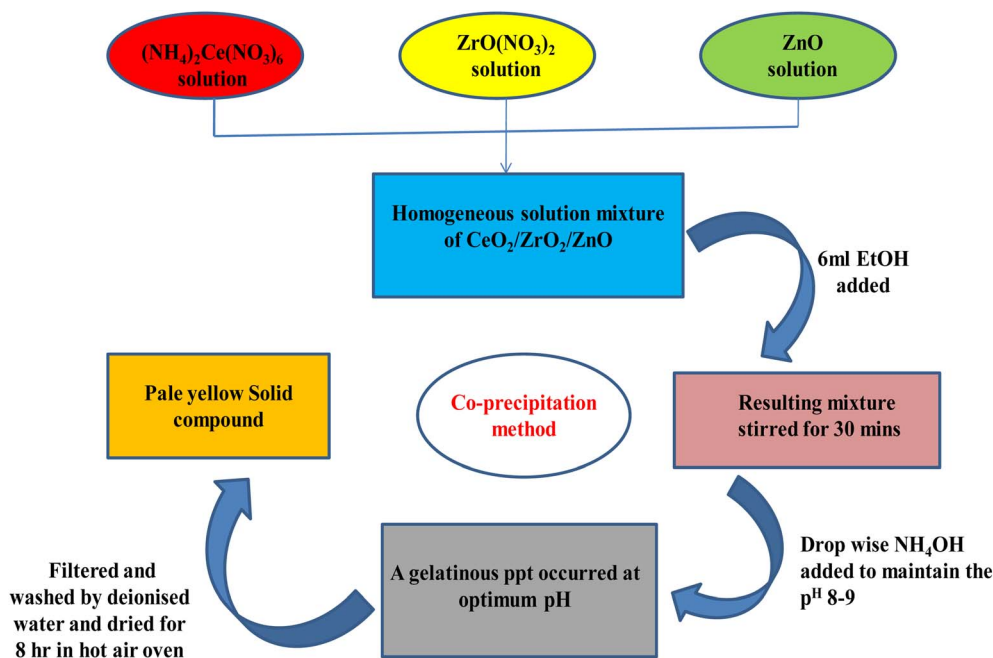 (NH₄)₂Ce(NO₃)₆
solution
ZrO(NO₃)₂
solution
ZnO
solution
Homogeneous solution mixture
of CeO₂/ZrO₂/ZnO
6ml EtOH
added
Resulting mixture
stirred for 30 mins
Drop wise NH₄OH
added to maintain the
pᴴ 8-9
A gelatinous ppt occurred at
optimum pH
Filtered and
washed by deionised
water and dried for
8 hr in hot air oven
Pale yellow Solid
compound
Co-precipitation
method